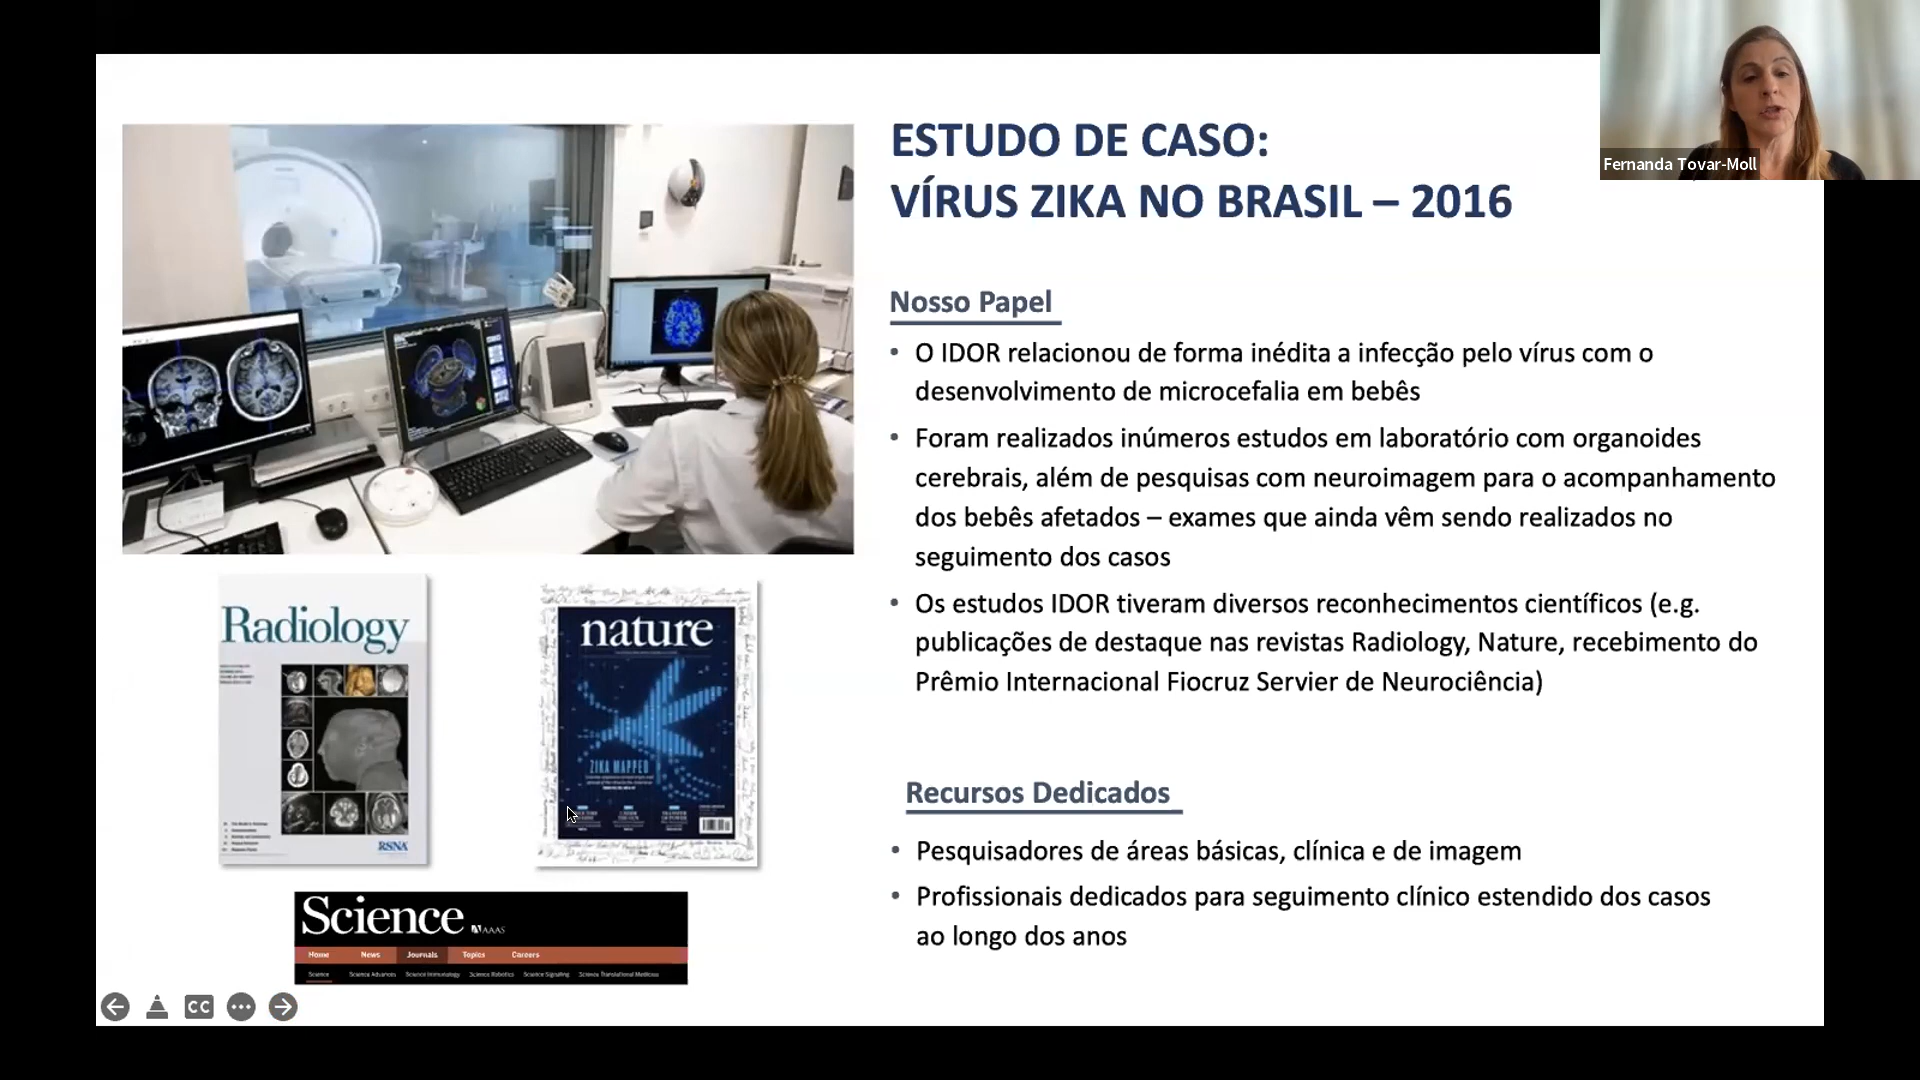 Fernanda Tovar-Moll
ESTUDO DE CASO:
VÍRUS ZIKA NO BRASIL – 2016
Nosso Papel
• O IDOR relacionou de forma inédita a infecção pelo vírus com o
desenvolvimento de microcefalia em bebês
• Foram realizados inúmeros estudos em laboratório com organoides
cerebrais, além de pesquisas com neuroimagem para o acompanhamento
dos bebês afetados – exames que ainda vêm sendo realizados no
seguimento dos casos
• Os estudos IDOR tiveram diversos reconhecimentos científicos (e.g.
publicações de destaque nas revistas Radiology, Nature, recebimento do
Prêmio Internacional Fiocruz Servier de Neurociência)
Recursos Dedicados
• Pesquisadores de áreas básicas, clínica e de imagem
• Profissionais dedicados para seguimento clínico estendido dos casos
ao longo dos anos
Radiology
RSNA
nature
ZIKA MAPPED
Science
AAAS
Home News Journals Topics Careers
Science Science Advances Science Immunology Science Robotics Science Signaling Science Translational Medicine
CC